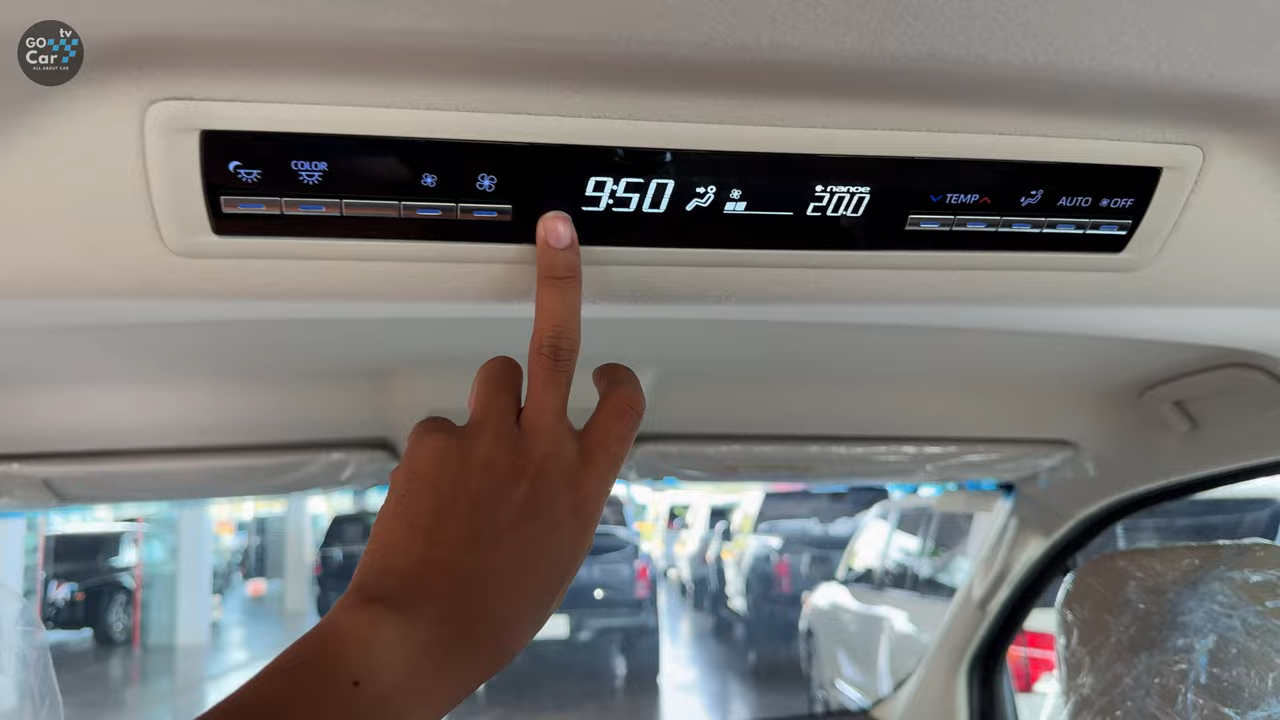 GO tv
Car
ALL ABOUT CAR
COLOR
9:50
nanoe
20.0
TEMP
AUTO
OFF